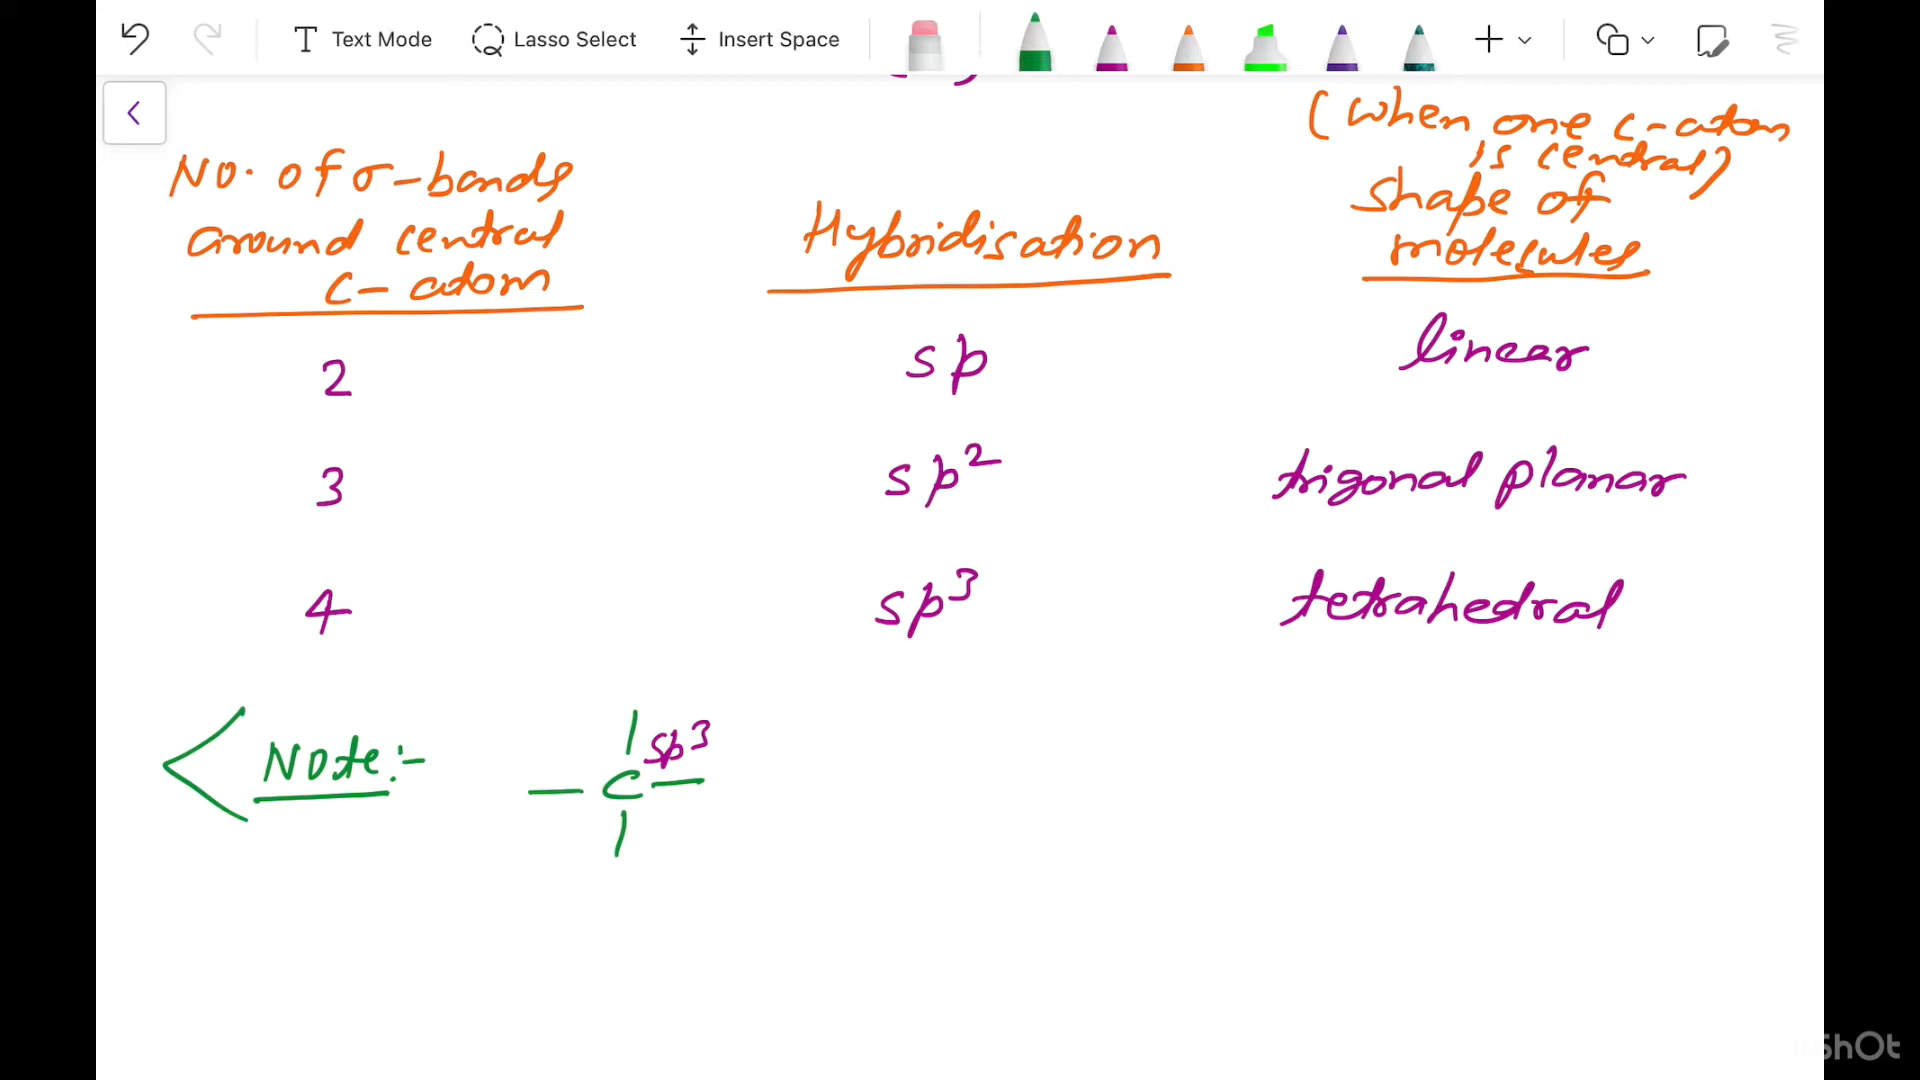 Text Mode Lasso Select Insert Space
(when one c-atom
is central)
No. of σ-bonds
around central
C- atom
Hybridisation
Shape of
molecules
2 sp linear
3 sp² trigonal planar
4 sp³ tetrahedral
Note:- — C — sp³